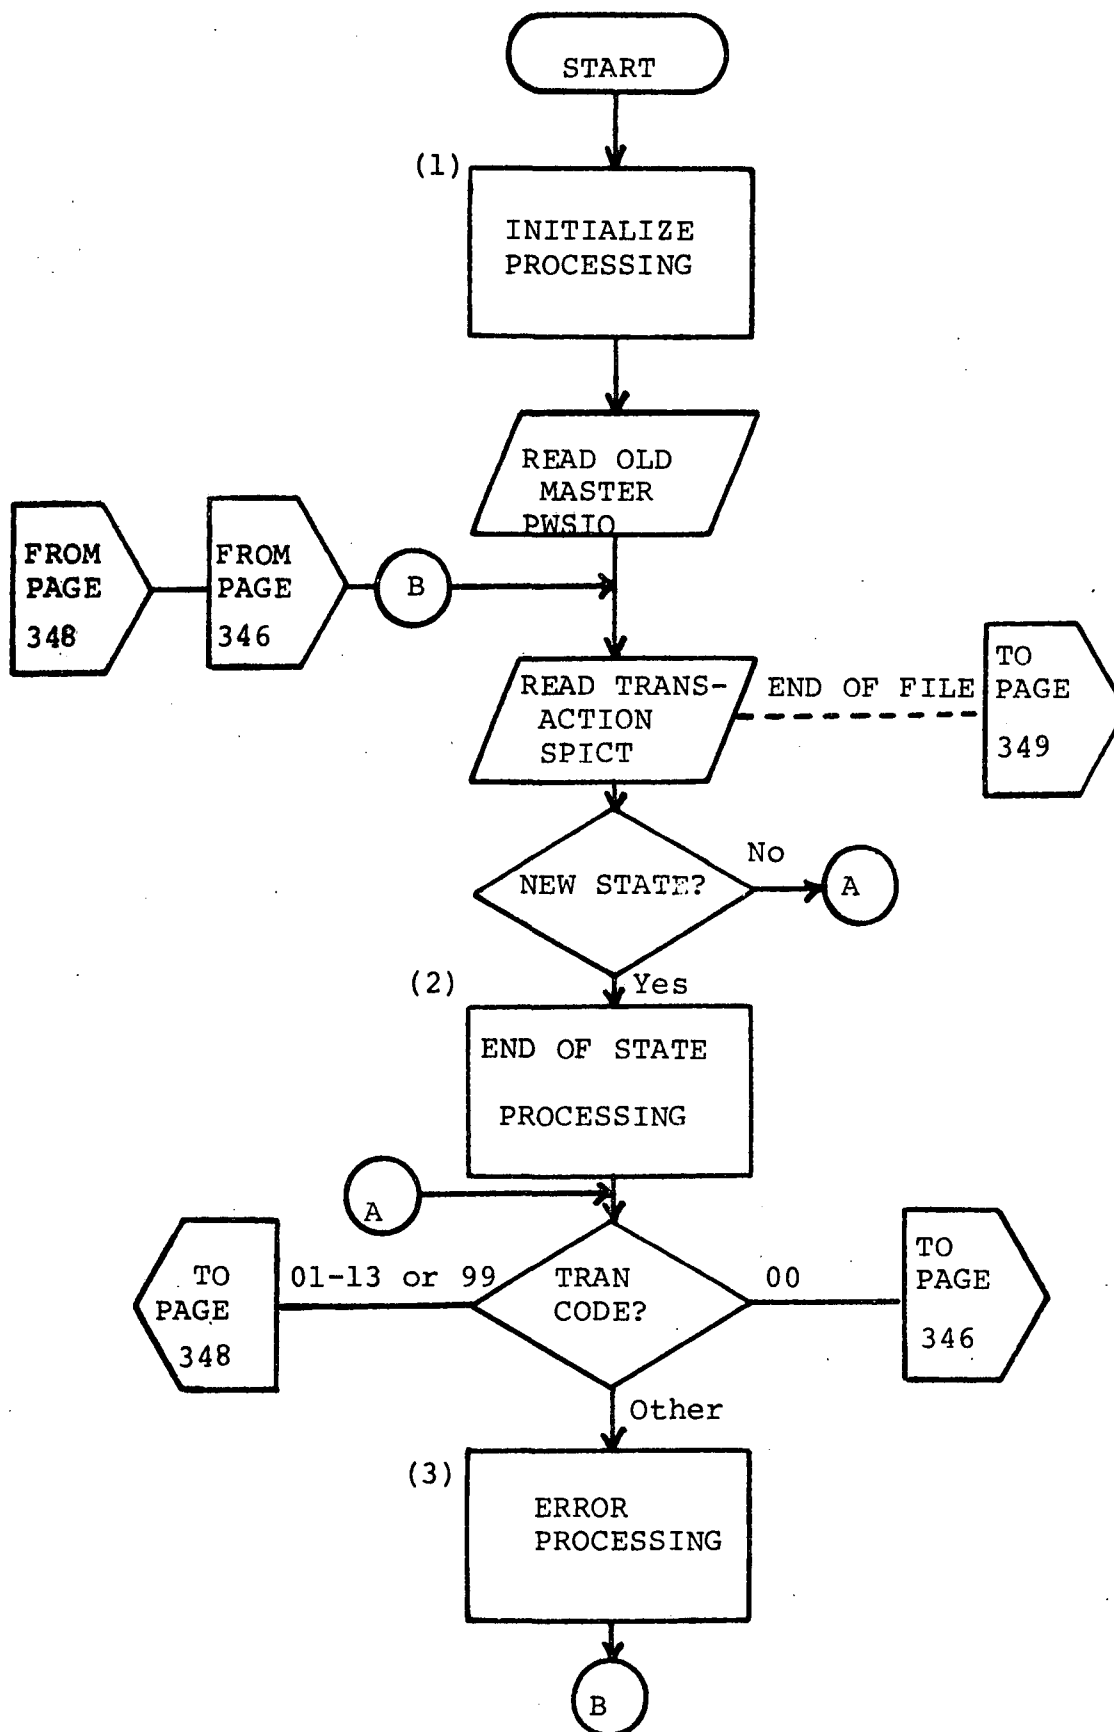 START
(1)
INITIALIZE
PROCESSING
READ OLD
MASTER
PWSIO
FROM
PAGE
348
FROM
PAGE
346
B
READ TRANS-
ACTION
SPICT
END OF FILE
TO
PAGE
349
NEW STATE?
No
A
Yes
(2)
END OF STATE
PROCESSING
A
TO
PAGE
348
01-13 or 99
TRAN
CODE?
00
TO
PAGE
346
Other
(3)
ERROR
PROCESSING
B